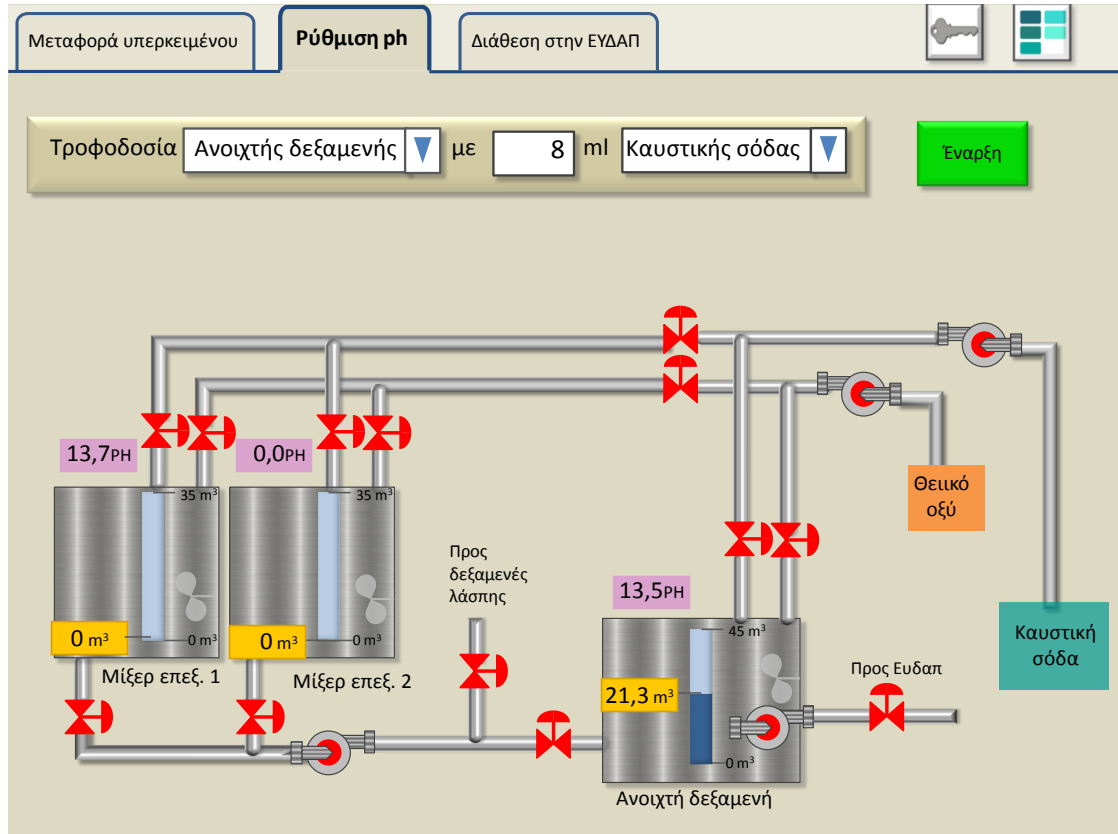 Μεταφορά υπερκειμένου
Ρύθμιση ph
Διάθεση στην ΕΥΔΑΠ
Τροφοδοσία Ανοιχτής δεξαμενής με 8 ml Καυστικής σόδας
Έναρξη
13,7PH
0,0PH
35 m³
35 m³
0 m³
0 m³
0 m³
0 m³
Μίξερ επεξ. 1
Μίξερ επεξ. 2
Προς
δεξαμενές
λάσπης
Θειικό
οξύ
Καυστική
σόδα
13,5PH
45 m³
21,3 m³
0 m³
Προς Ευδαπ
Ανοιχτή δεξαμενή